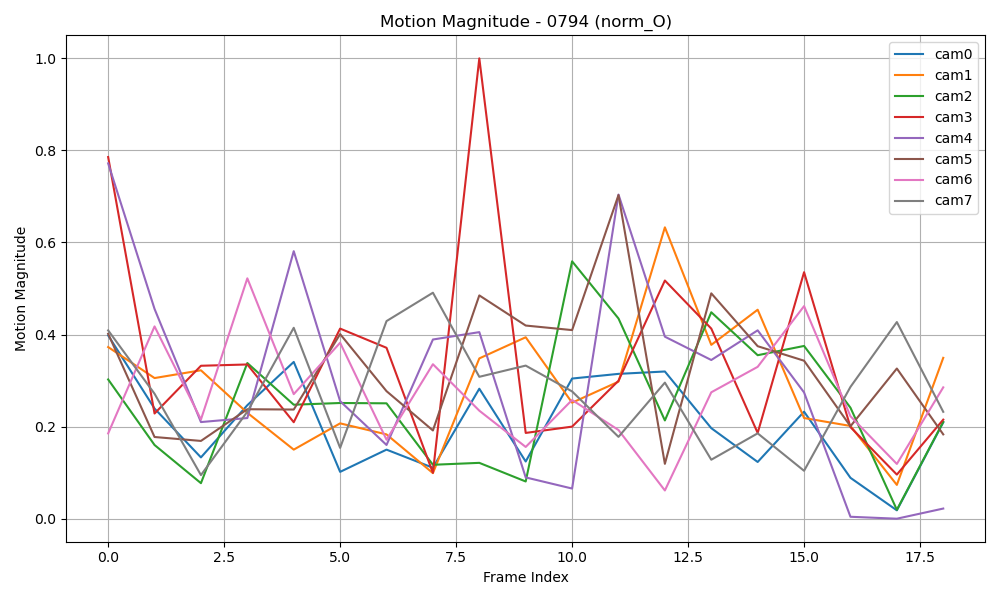 Motion Magnitude - 0794 (norm_O)
1.0
0.8
0.6
0.4
0.2
0.0
Motion Magnitude
0.0 2.5 5.0 7.5 10.0 12.5 15.0 17.5
Frame Index
cam0
cam1
cam2
cam3
cam4
cam5
cam6
cam7